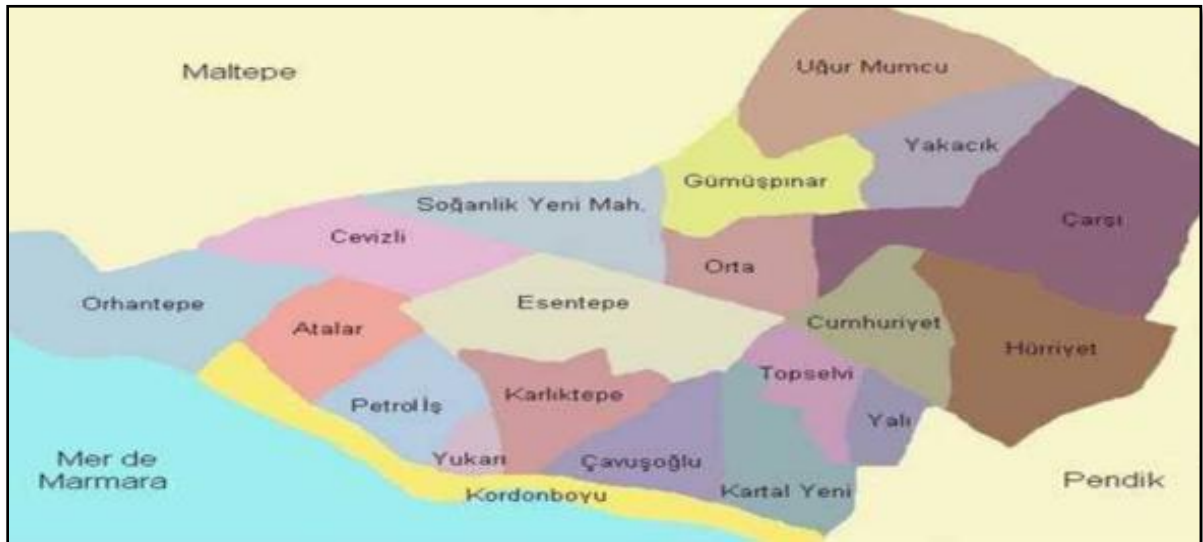 Maltepe
Uğur Mumcu
Yakacık
Gümüşpınar
Soğanlik Yeni Mah.
Çarşı
Cevizli
Orta
Orhantepe
Esentepe
Atalar
Cumhuriyet
Hürriyet
Topselvi
Karlıktepe
Petrol İş
Yalı
Yukarı
Çavuşoğlu
Mer de
Marmara
Kordonboyu
Kartal Yeni
Pendik